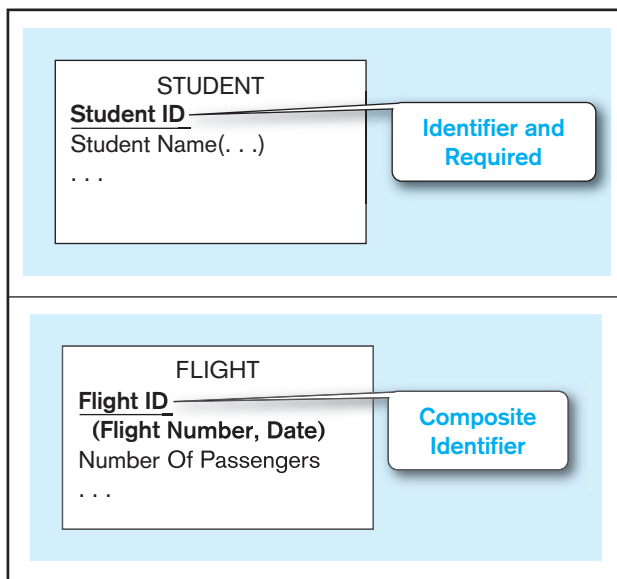 STUDENT
Student ID
Student Name(. . .)
. . .
Identifier and
Required
FLIGHT
Flight ID
(Flight Number, Date)
Number Of Passengers
. . .
Composite
Identifier